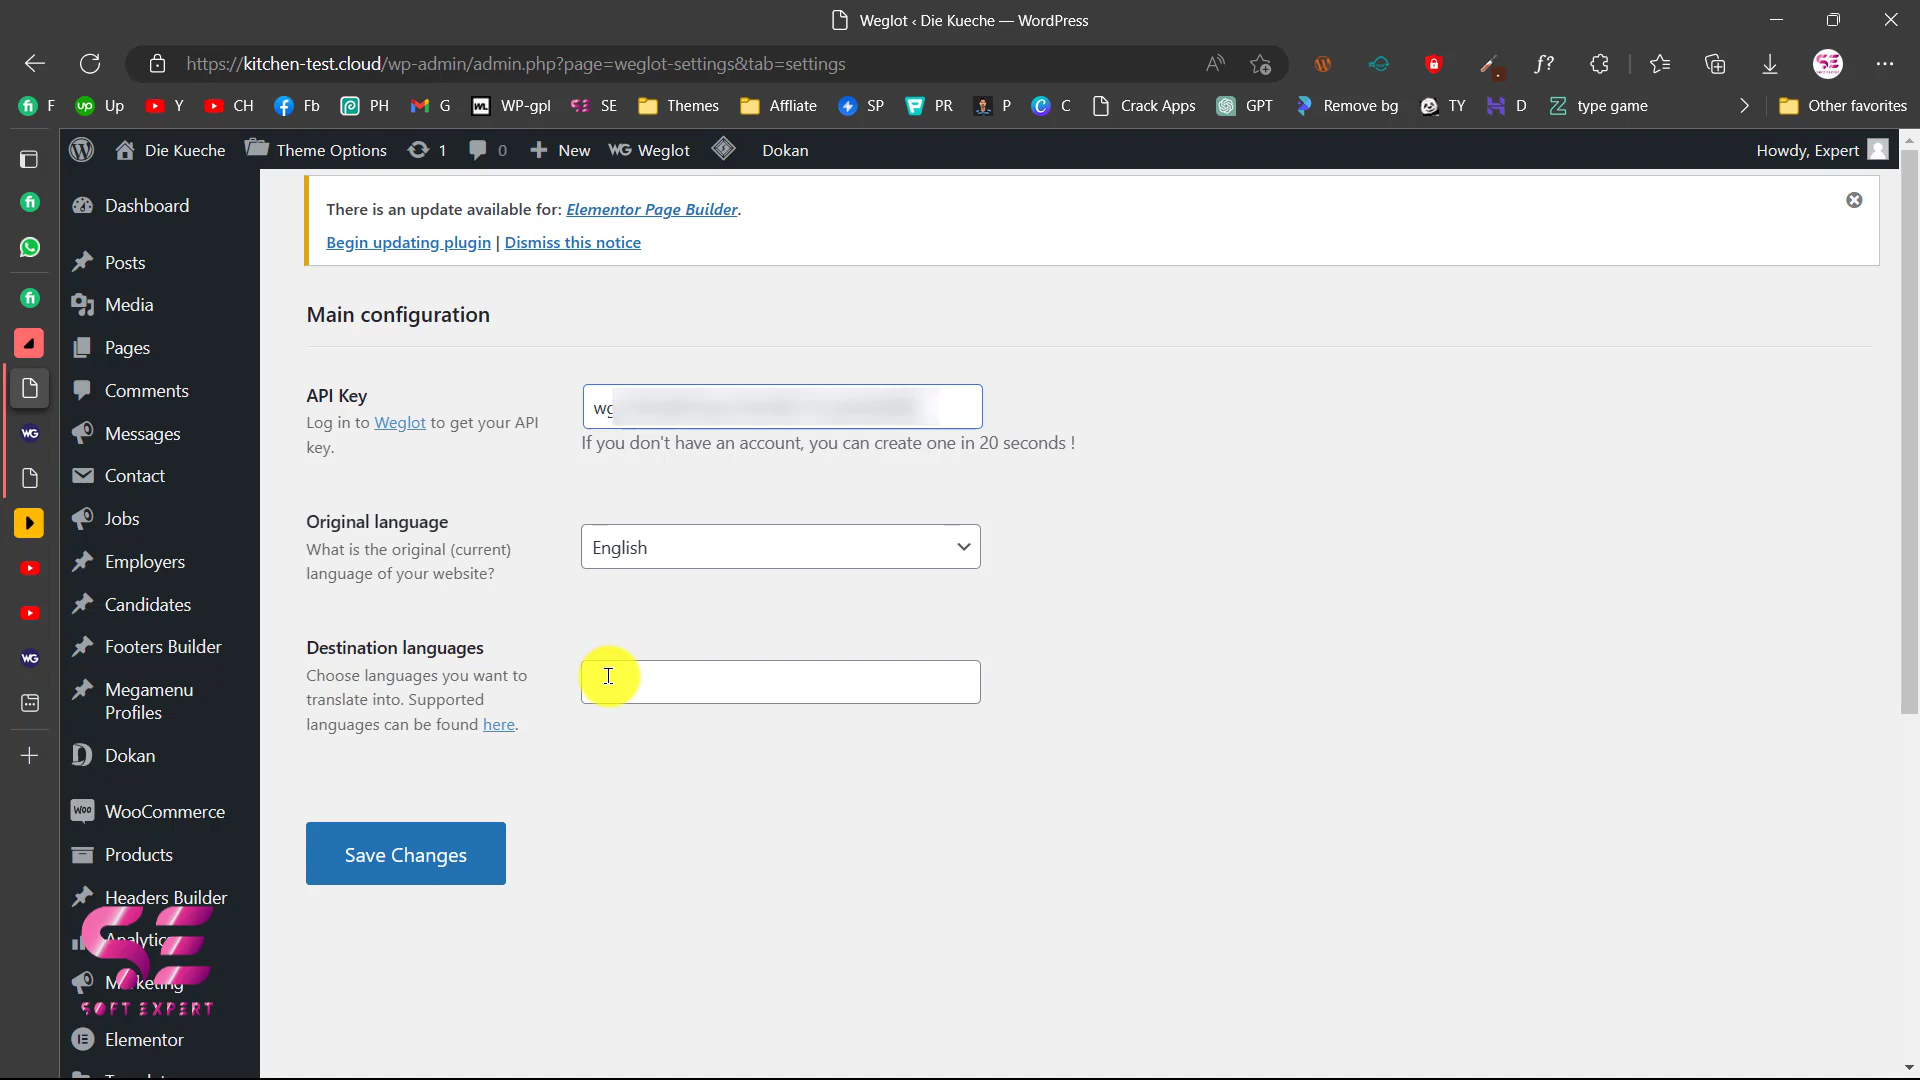 Weglot ‹ Die Kueche — WordPress
https://kitchen-test.cloud/wp-admin/admin.php?page=weglot-settings&tab=settings
F Up Y CH Fb PH G WP-gpl SE Themes Affliate SP PR P C Crack Apps GPT Remove bg TY D type game Other favorites
Die Kueche Theme Options 1 0 New Weglot Dokan Howdy, Expert
Dashboard
Posts
Media
Pages
Comments
Messages
Contact
Jobs
Employers
Candidates
Footers Builder
Megamenu
Profiles
Dokan
WooCommerce
Products
Headers Builder
Analytics
Marketing
SOFT EXPERT
Elementor
There is an update available for: Elementor Page Builder.
Begin updating plugin | Dismiss this notice
Main configuration
API Key
Log in to Weglot to get your API
key.
wg
If you don't have an account, you can create one in 20 seconds !
Original language
What is the original (current)
language of your website?
English
Destination languages
Choose languages you want to
translate into. Supported
languages can be found here.
Save Changes